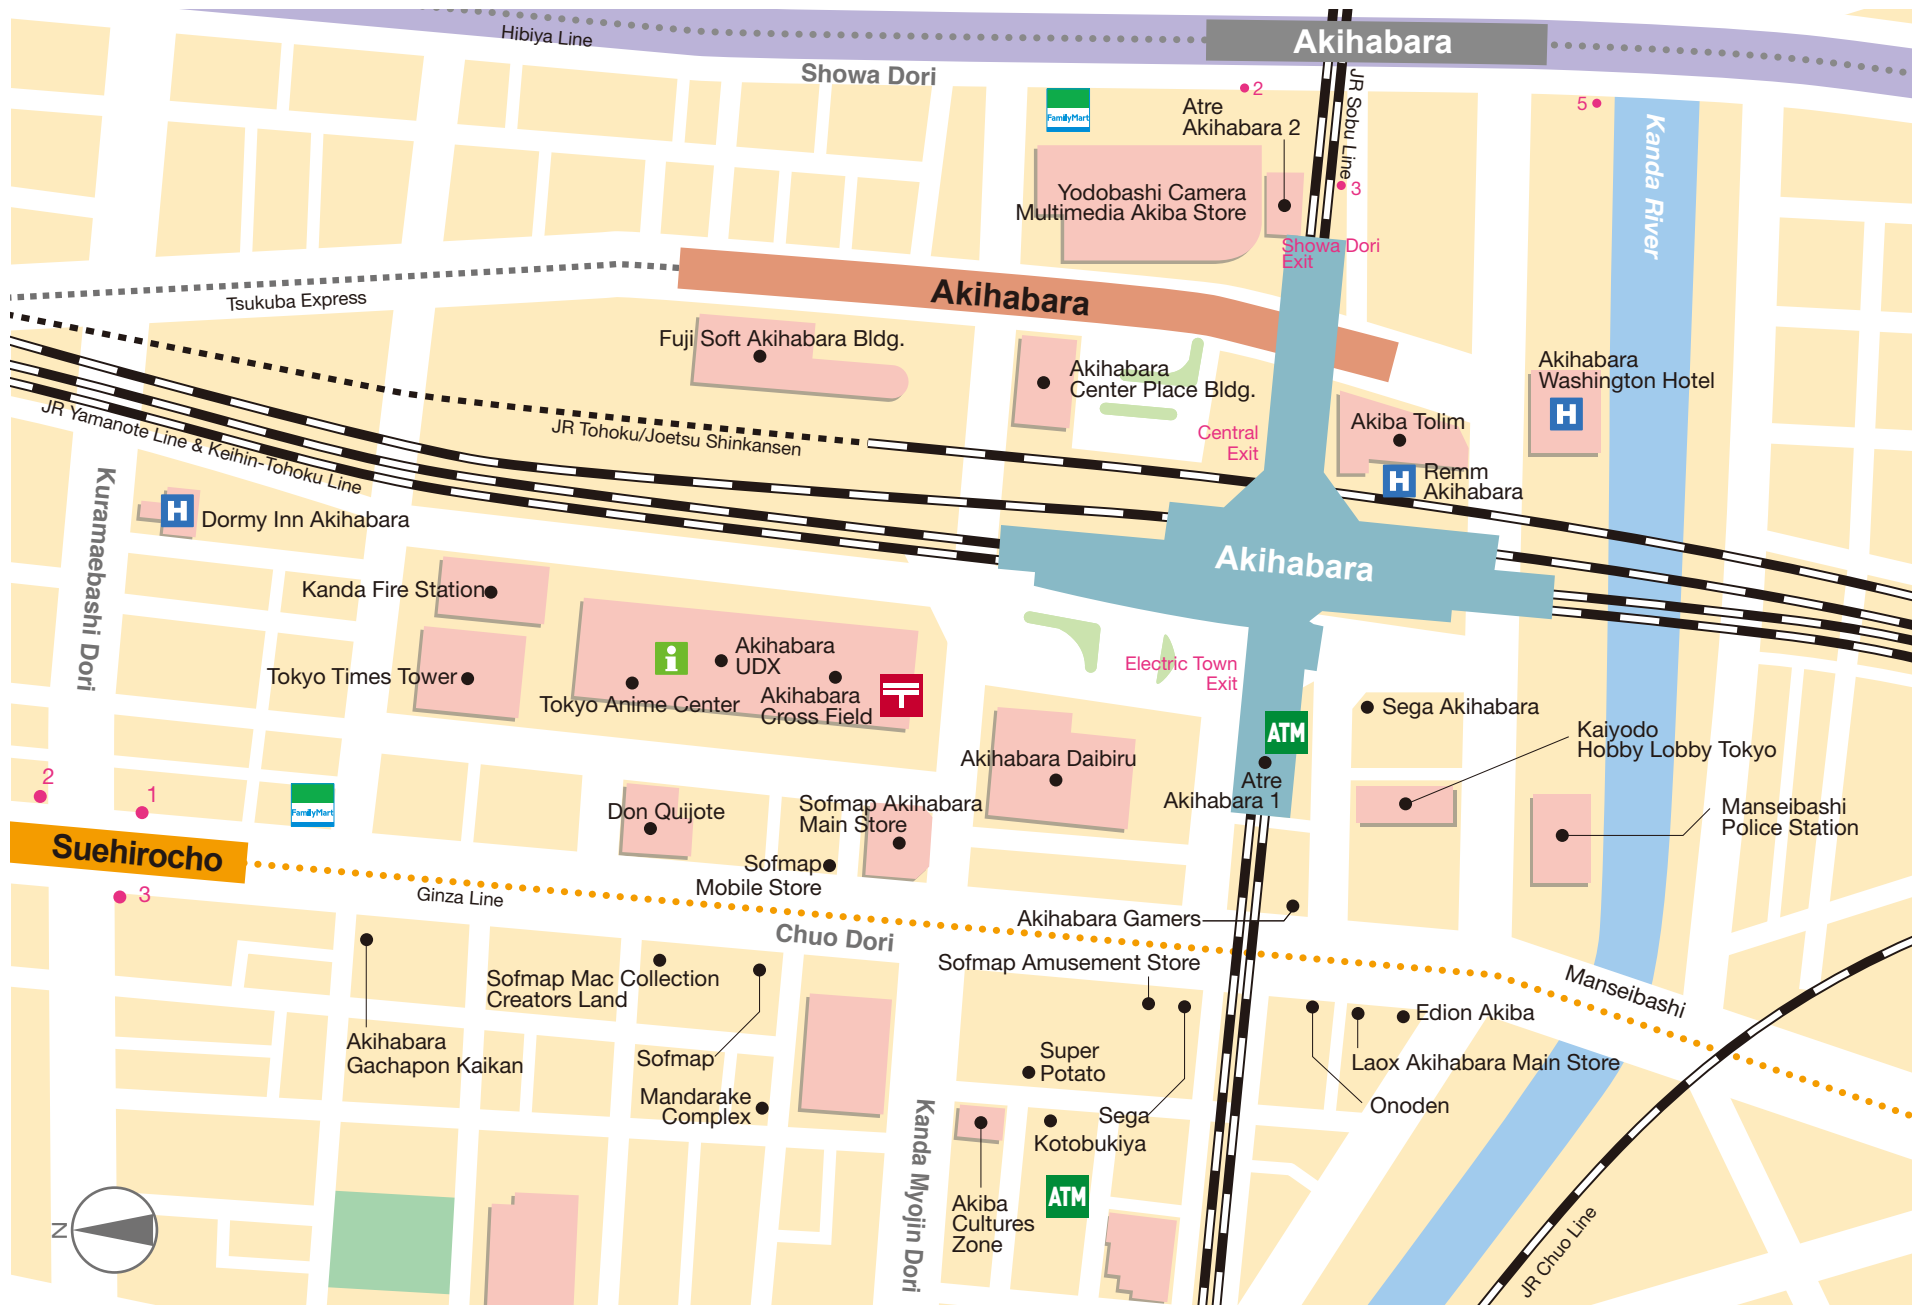 Hibiya Line
Akihabara
Showa Dori
2
5
FamilyMart
Atre
Akihabara 2
JR Sobu Line
Kanda River
3
Yodobashi Camera
Multimedia Akiba Store
Showa Dori
Exit
Tsukuba Express
Akihabara
Fuji Soft Akihabara Bldg.
Akihabara
Center Place Bldg.
Akihabara
Washington Hotel
H
JR Yamanote Line & Keihin-Tohoku Line
JR Tohoku/Joetsu Shinkansen
Central
Exit
Akiba Tolim
H
Remm
Akihabara
Kuramaebashi Dori
H
Dormy Inn Akihabara
Akihabara
Kanda Fire Station
Akihabara
UDX
Electric Town
Exit
Tokyo Times Tower
i
Tokyo Anime Center
Akihabara
Cross Field
Sega Akihabara
ATM
Kaiyodo
Hobby Lobby Tokyo
Akihabara Daibiru
Atre
Akihabara 1
2
1
FamilyMart
Don Quijote
Sofmap Akihabara
Main Store
Manseibashi
Police Station
Suehirocho
Sofmap
Mobile Store
3
Ginza Line
Akihabara Gamers
Chuo Dori
Sofmap Amusement Store
Manseibashi
Sofmap Mac Collection
Creators Land
Edion Akiba
Akihabara
Gachapon Kaikan
Sofmap
Super
Potato
Laox Akihabara Main Store
Mandarake
Complex
Sega
Onoden
Kotobukiya
Kanda Myojin Dori
Akiba
Cultures
Zone
ATM
N
JR Chuo Line